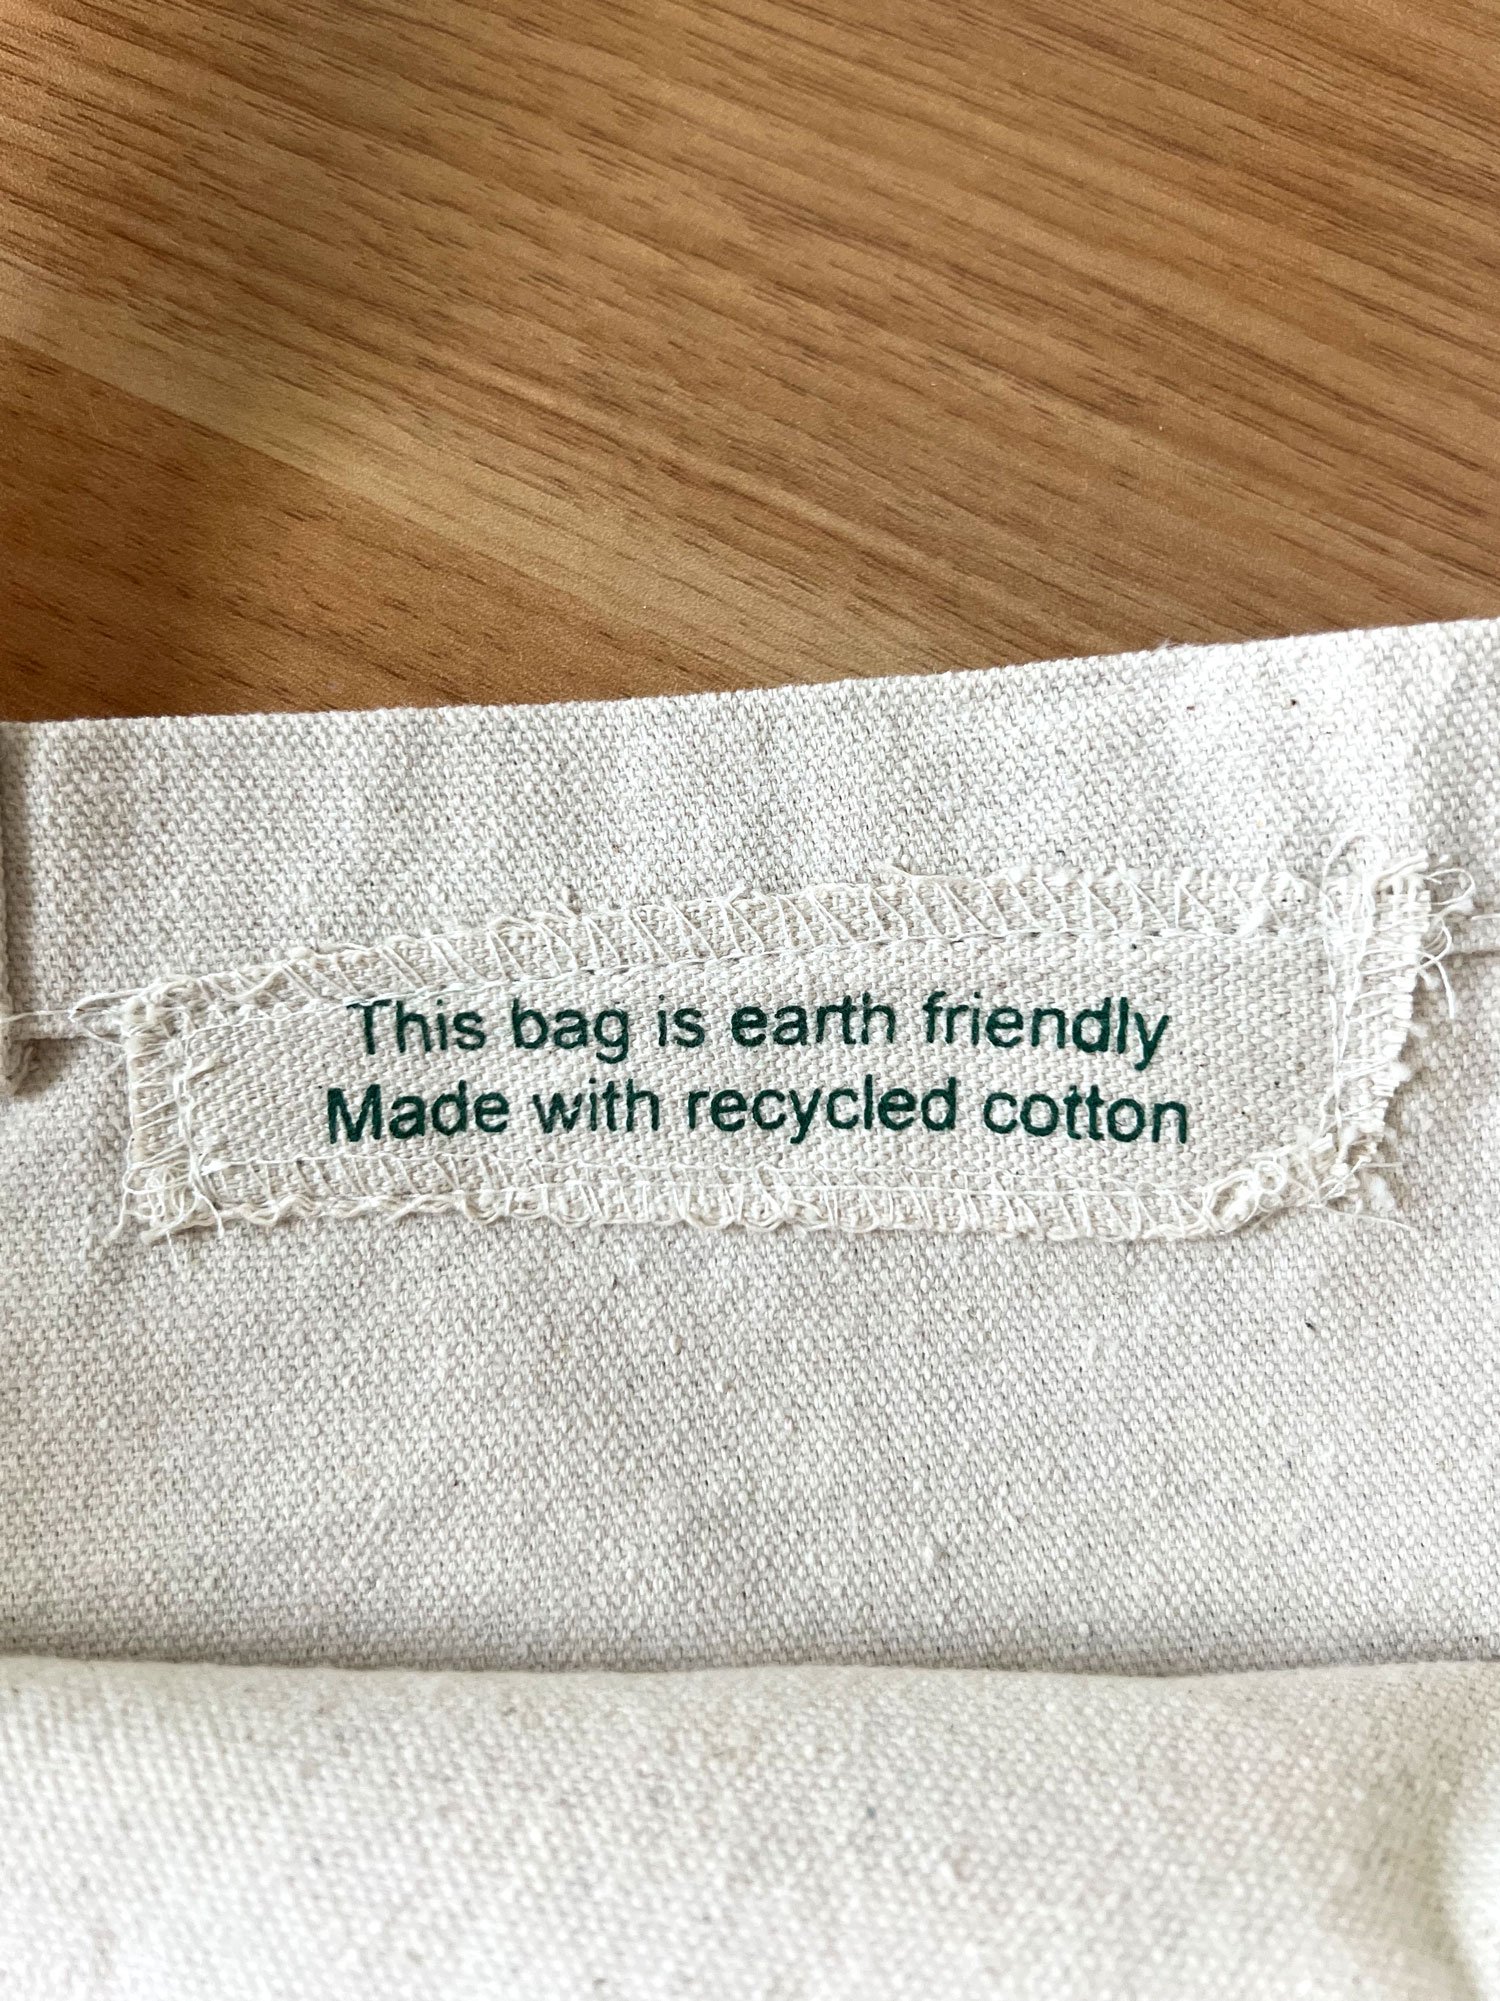 This bag is earth friendly
Made with recycled cotton